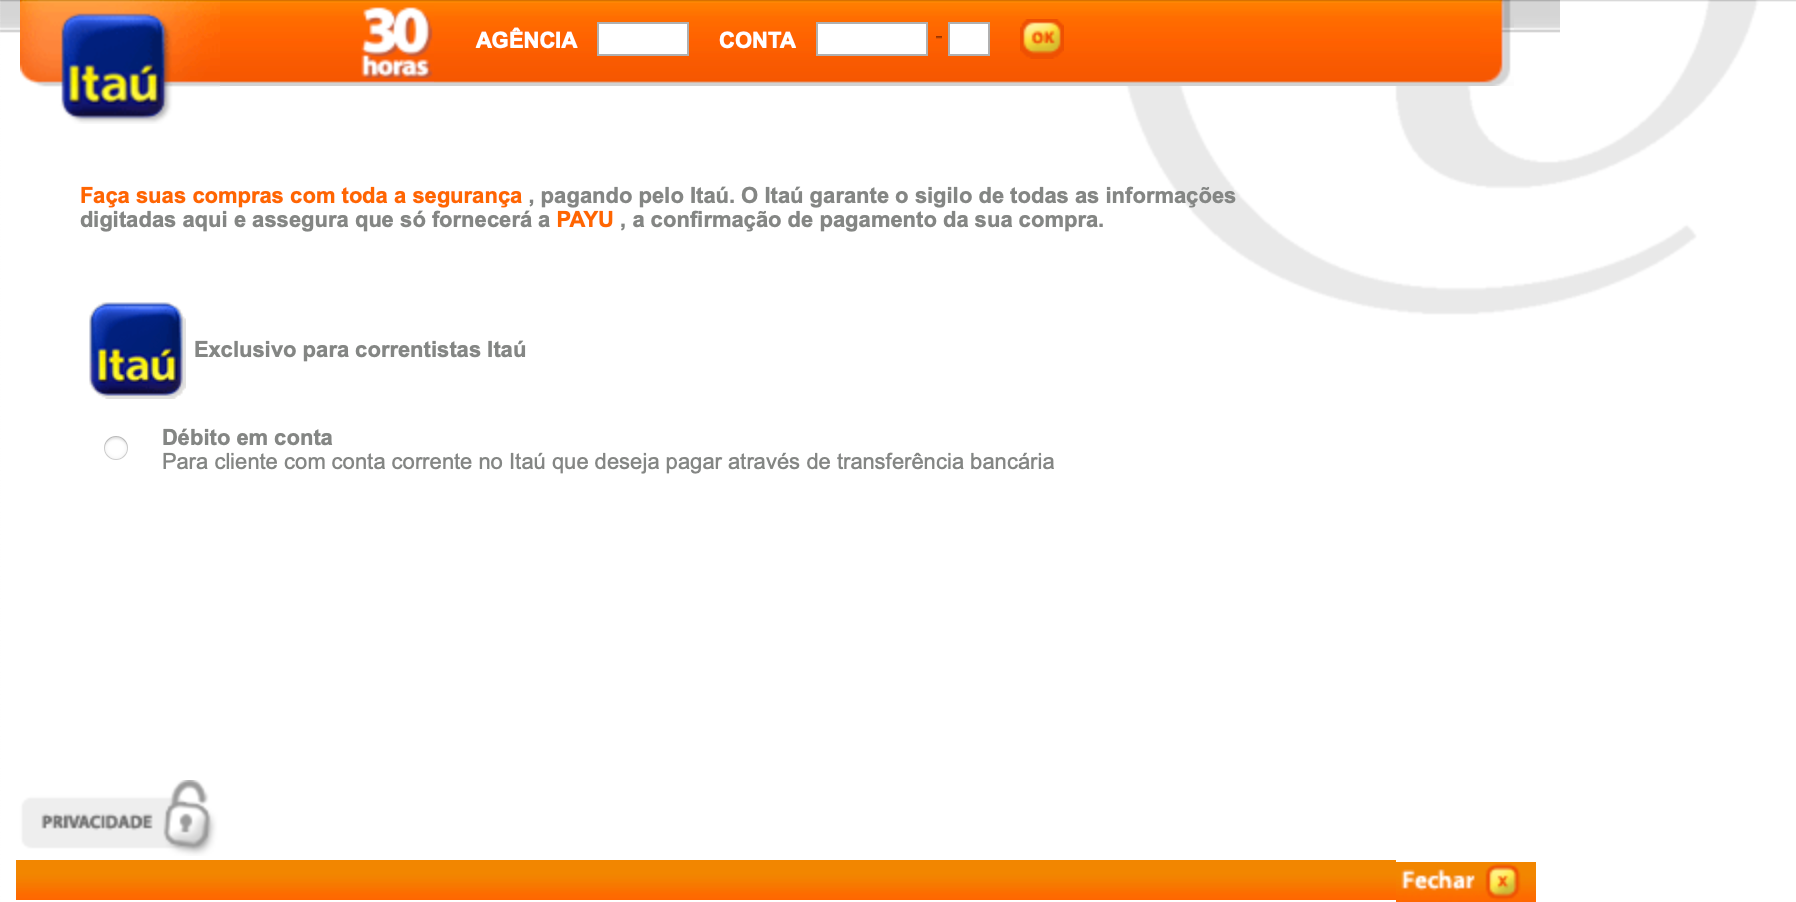 Itaú
30
horas
AGÊNCIA
CONTA
-
OK
Faça suas compras com toda a segurança , pagando pelo Itaú. O Itaú garante o sigilo de todas as informações
digitadas aqui e assegura que só fornecerá a PAYU , a confirmação de pagamento da sua compra.
Itaú
Exclusivo para correntistas Itaú
Débito em conta
Para cliente com conta corrente no Itaú que deseja pagar através de transferência bancária
PRIVACIDADE
Fechar x